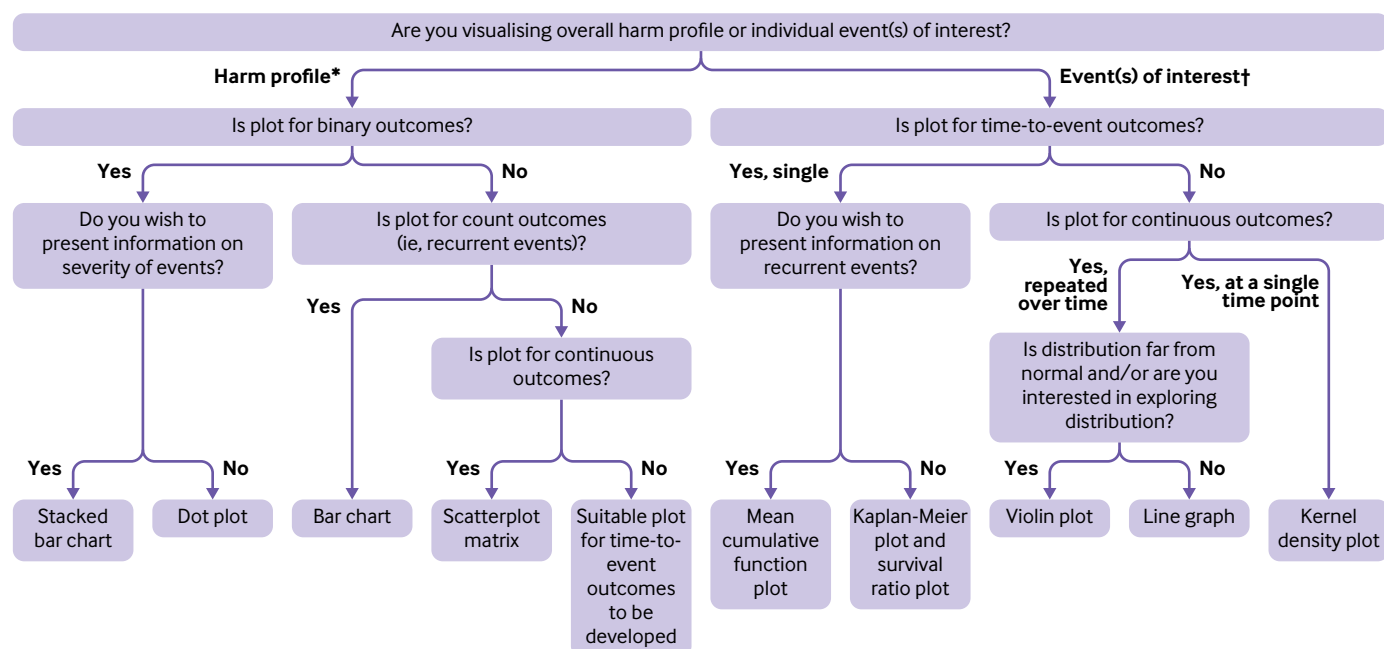 Are you visualising overall harm profile or individual event(s) of interest?
Harm profile*
Event(s) of interest†
Is plot for binary outcomes?
Is plot for time-to-event outcomes?
Yes
No
Yes, single
No
Do you wish to
present information on
severity of events?
Is plot for count outcomes
(ie, recurrent events)?
Do you wish to
present information on
recurrent events?
Is plot for continuous outcomes?
Yes
No
Yes,
repeated
over time
Yes, at a single
time point
Is plot for continuous
outcomes?
Is distribution far from
normal and/or are you
interested in exploring
distribution?
Yes
No
Yes
No
Yes
No
Yes
No
Stacked
bar chart
Dot plot
Bar chart
Scatterplot
matrix
Suitable plot
for time-to-
event
outcomes
to be
developed
Mean
cumulative
function
plot
Kaplan-Meier
plot and
survival
ratio plot
Violin plot
Line graph
Kernel
density plot